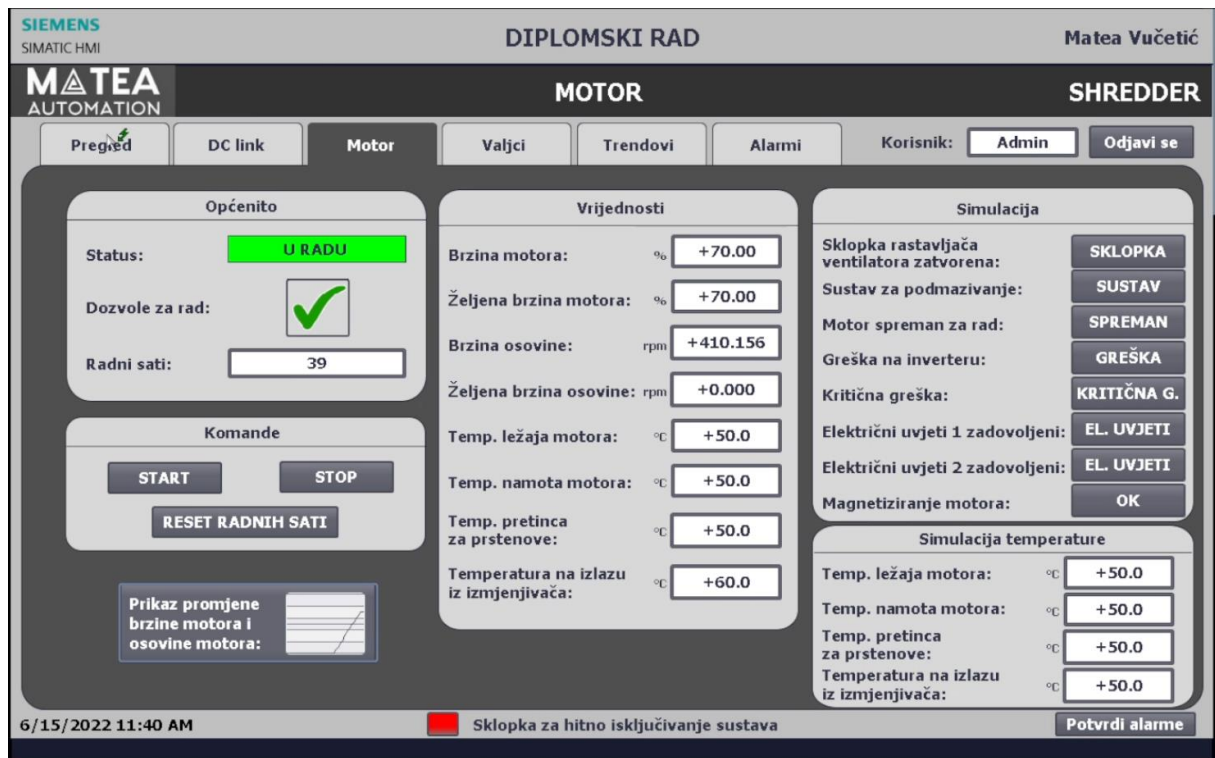 SIEMENS
SIMATIC HMI
DIPLOMSKI RAD
Matea Vučetić
MATEA
AUTOMATION
MOTOR
SHREDDER
Pregled
DC link
Motor
Valjci
Trendovi
Alarmi
Korisnik:
Admin
Odjavi se
Općenito
Status:
U RADU
Dozvole za rad:
Radni sati:
39
Komande
START
STOP
RESET RADNIH SATI
Prikaz promjene
brzine motora i
osovine motora:
Vrijednosti
Brzina motora: % +70.00
Željena brzina motora: % +70.00
Brzina osovine: rpm +410.156
Željena brzina osovine: rpm +0.000
Temp. ležaja motora: °C +50.0
Temp. namota motora: °C +50.0
Temp. pretinca
za prstenove: °C +50.0
Temperatura na izlazu
iz izmjenjivača: °C +60.0
Simulacija
Sklopka rastavljača
ventilatora zatvorena: SKLOPKA
Sustav za podmazivanje: SUSTAV
Motor spreman za rad: SPREMAN
Greška na inverteru: GREŠKA
Kritična greška: KRITIČNA G.
Električni uvjeti 1 zadovoljeni: EL. UVJETI
Električni uvjeti 2 zadovoljeni: EL. UVJETI
Magnetiziranje motora: OK
Simulacija temperature
Temp. ležaja motora: °C +50.0
Temp. namota motora: °C +50.0
Temp. pretinca
za prstenove: °C +50.0
Temperatura na izlazu
iz izmjenjivača: °C +50.0
6/15/2022 11:40 AM
Sklopka za hitno isključivanje sustava
Potvrdi alarme